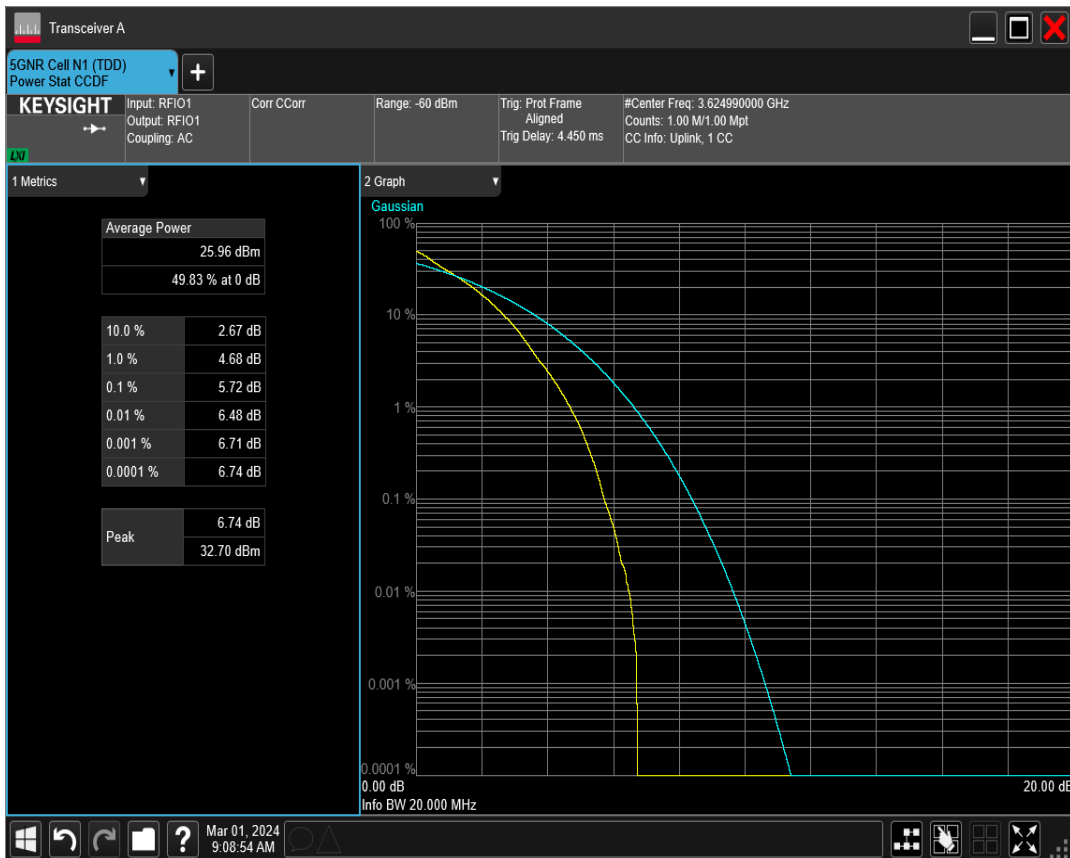 Transceiver A
5GNR Cell N1 (TDD)
Power Stat CCDF
KEYSIGHT
LXI
Input: RFIO1
Output: RFIO1
Coupling: AC
Corr CCorr
Range: -60 dBm
Trig: Prot Frame
Aligned
Trig Delay: 4.450 ms
#Center Freq: 3.624990000 GHz
Counts: 1.00 M/1.00 Mpt
CC Info: Uplink, 1 CC
1 Metrics
Average Power
25.96 dBm
49.83 % at 0 dB
10.0 % 2.67 dB
1.0 % 4.68 dB
0.1 % 5.72 dB
0.01 % 6.48 dB
0.001 % 6.71 dB
0.0001 % 6.74 dB
Peak
6.74 dB
32.70 dBm
2 Graph
Gaussian
100 %
10 %
1 %
0.1 %
0.01 %
0.001 %
0.0001 %
0.00 dB 20.00 dB
Info BW 20.000 MHz
?
Mar 01, 2024
9:08:54 AM